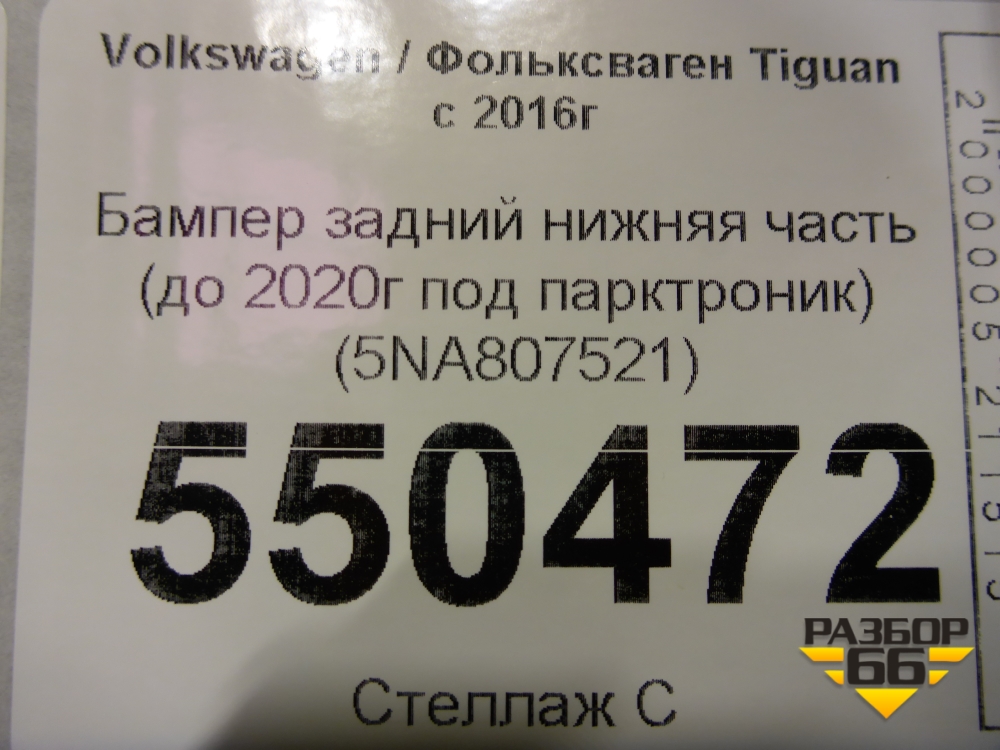 Volkswagen / Фольксваген Tiguan
с 2016г
Бампер задний нижняя часть
(до 2020г под парктроник)
(5NA807521)
550472
Стеллаж С
РАЗБОР
66